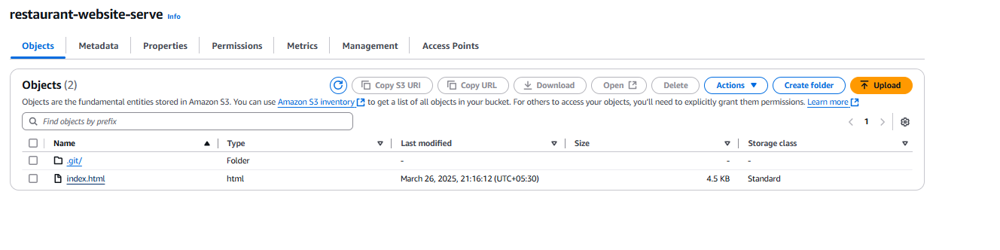 restaurant-website-serve Info
Objects Metadata Properties Permissions Metrics Management Access Points
Objects (2) Copy S3 URI Copy URL Download Open Delete Actions Create folder Upload
Objects are the fundamental entities stored in Amazon S3. You can use Amazon S3 inventory to get a list of all objects in your bucket. For others to access your objects, you'll need to explicitly grant them permissions. Learn more
Find objects by prefix 1
Name Type Last modified Size Storage class
.git/ Folder - - -
index.html html March 26, 2025, 21:16:12 (UTC+05:30) 4.5 KB Standard